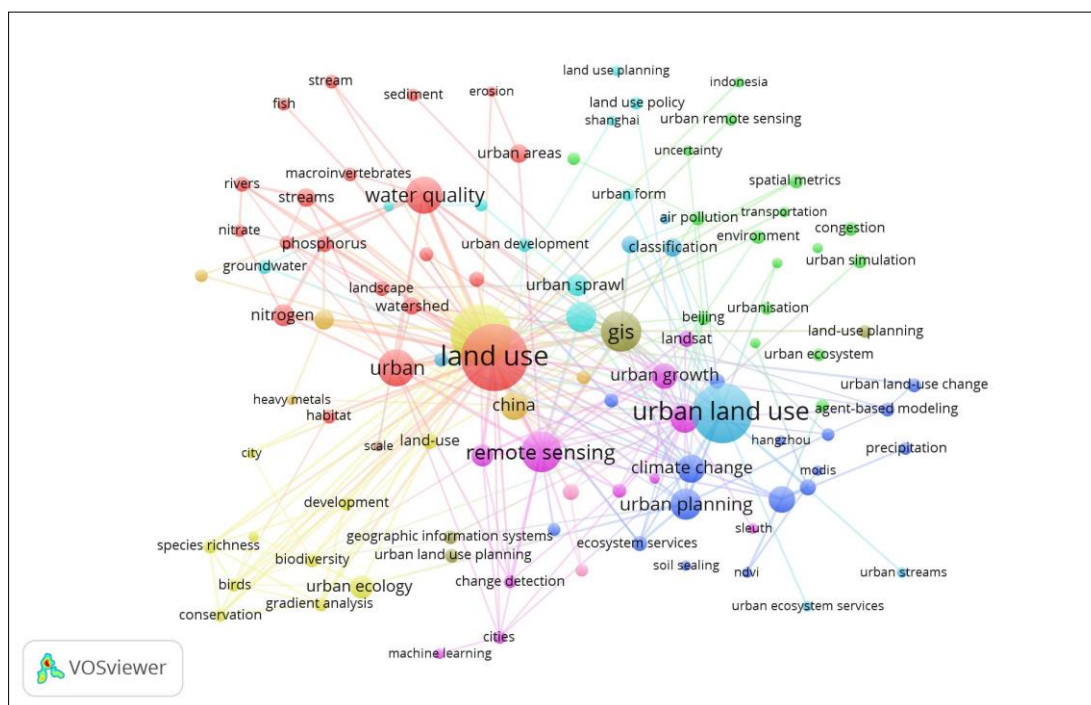 land use planning
indonesia
stream
sediment
erosion
land use policy
fish
shanghai
urban remote sensing
urban areas
uncertainty
macroinvertebrates
rivers
streams
water quality
urban form
spatial metrics
air pollution
transportation
nitrate
phosphorus
urban development
classification
environment
congestion
groundwater
urban simulation
landscape
urban sprawl
nitrogen
watershed
beijing
urbanisation
gis
landsat
land-use planning
land use
urban
urban growth
urban ecosystem
urban land-use change
heavy metals
china
urban land use
agent-based modeling
habitat
city
scale
land-use
hangzhou
precipitation
remote sensing
climate change
modis
development
urban planning
species richness
geographic information systems
sleuth
biodiversity
urban land use planning
ecosystem services
soil sealing
birds
urban ecology
change detection
ndvi
urban streams
conservation
gradient analysis
urban ecosystem services
cities
machine learning
VOSviewer